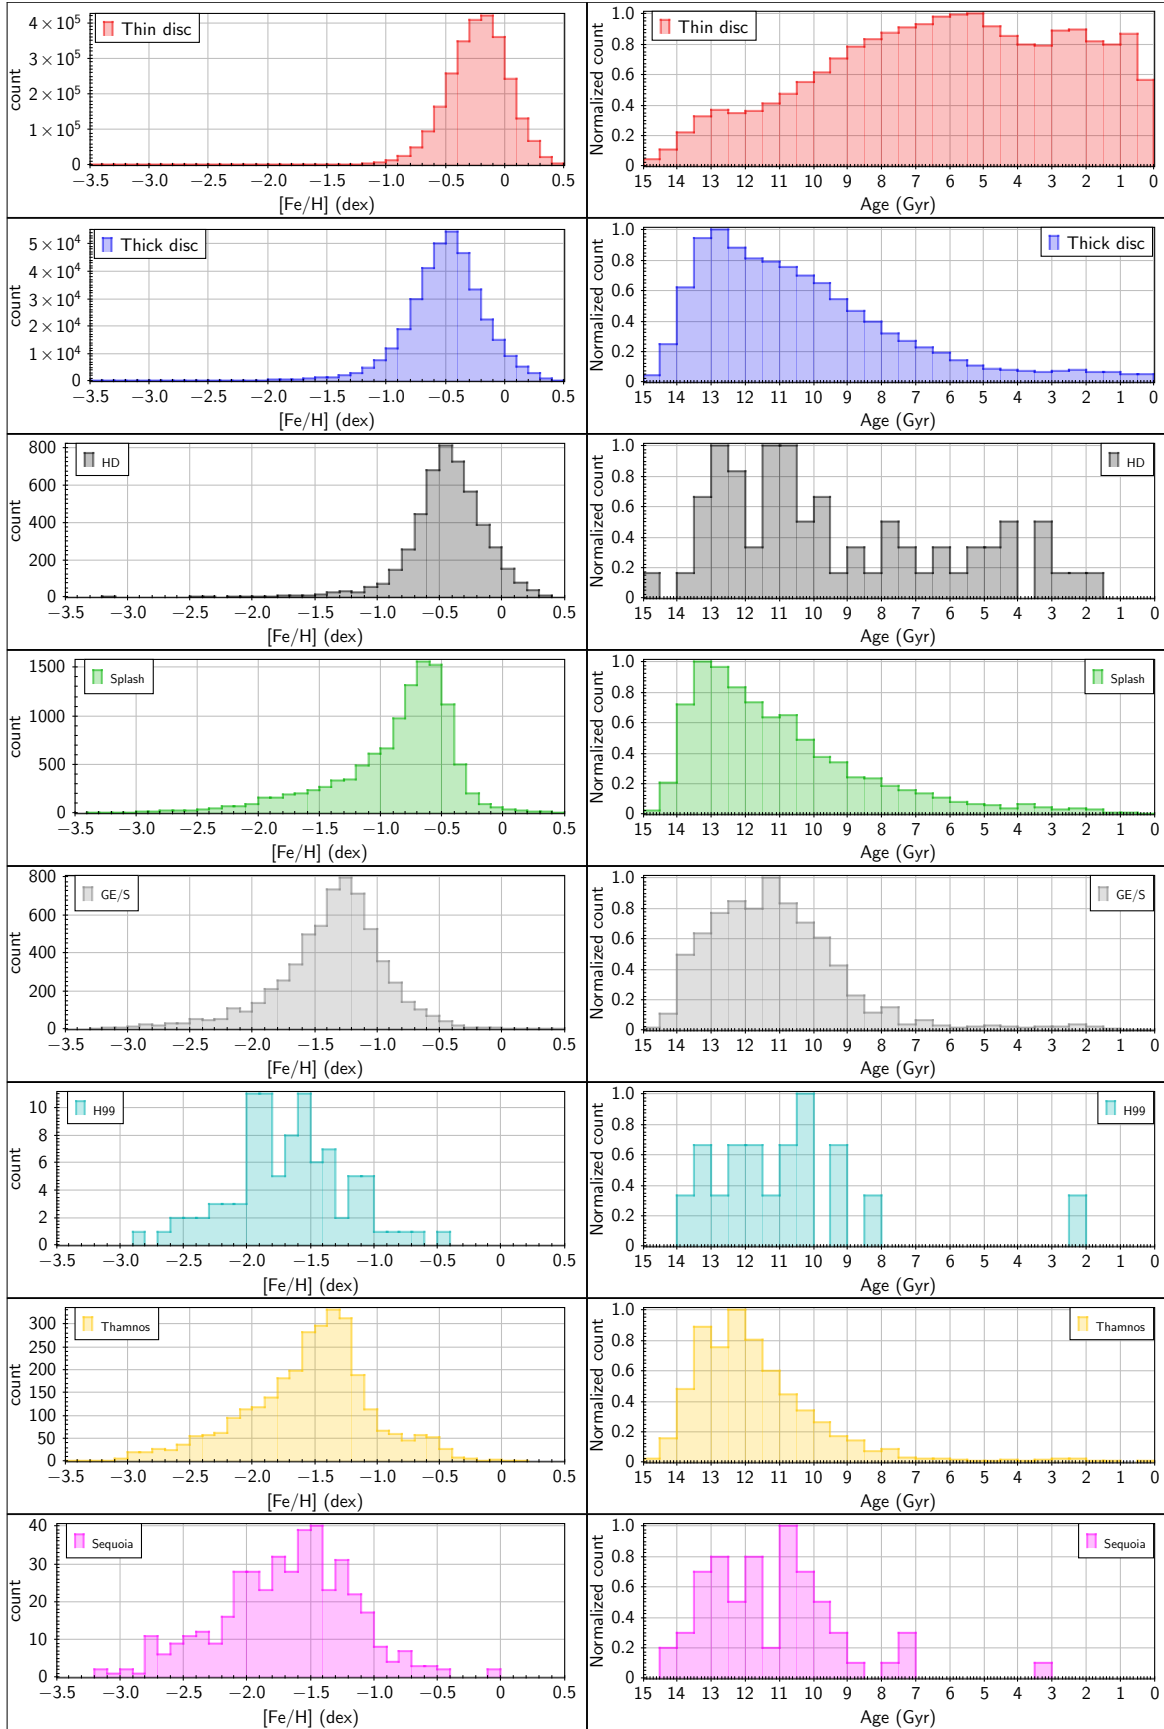 4 × 10⁵
3 × 10⁵
2 × 10⁵
1 × 10⁵
0
count
Thin disc
−3.5 −3.0 −2.5 −2.0 −1.5 −1.0 −0.5 0 0.5
[Fe/H] (dex)
1.0
0.8
0.6
0.4
0.2
0
Normalized count
Thin disc
15 14 13 12 11 10 9 8 7 6 5 4 3 2 1 0
Age (Gyr)
5 × 10⁴
4 × 10⁴
3 × 10⁴
2 × 10⁴
1 × 10⁴
0
count
Thick disc
−3.5 −3.0 −2.5 −2.0 −1.5 −1.0 −0.5 0 0.5
[Fe/H] (dex)
1.0
0.8
0.6
0.4
0.2
0
Normalized count
Thick disc
15 14 13 12 11 10 9 8 7 6 5 4 3 2 1 0
Age (Gyr)
800
600
400
200
0
count
HD
−3.5 −3.0 −2.5 −2.0 −1.5 −1.0 −0.5 0 0.5
[Fe/H] (dex)
1.0
0.8
0.6
0.4
0.2
0
Normalized count
HD
15 14 13 12 11 10 9 8 7 6 5 4 3 2 1 0
Age (Gyr)
1500
1000
500
0
count
Splash
−3.5 −3.0 −2.5 −2.0 −1.5 −1.0 −0.5 0 0.5
[Fe/H] (dex)
1.0
0.8
0.6
0.4
0.2
0
Normalized count
Splash
15 14 13 12 11 10 9 8 7 6 5 4 3 2 1 0
Age (Gyr)
800
600
400
200
0
count
GE/S
−3.5 −3.0 −2.5 −2.0 −1.5 −1.0 −0.5 0 0.5
[Fe/H] (dex)
1.0
0.8
0.6
0.4
0.2
0
Normalized count
GE/S
15 14 13 12 11 10 9 8 7 6 5 4 3 2 1 0
Age (Gyr)
10
8
6
4
2
0
count
H99
−3.5 −3.0 −2.5 −2.0 −1.5 −1.0 −0.5 0 0.5
[Fe/H] (dex)
1.0
0.8
0.6
0.4
0.2
0
Normalized count
H99
15 14 13 12 11 10 9 8 7 6 5 4 3 2 1 0
Age (Gyr)
300
250
200
150
100
50
0
count
Thamnos
−3.5 −3.0 −2.5 −2.0 −1.5 −1.0 −0.5 0 0.5
[Fe/H] (dex)
1.0
0.8
0.6
0.4
0.2
0
Normalized count
Thamnos
15 14 13 12 11 10 9 8 7 6 5 4 3 2 1 0
Age (Gyr)
40
30
20
10
0
count
Sequoia
−3.5 −3.0 −2.5 −2.0 −1.5 −1.0 −0.5 0 0.5
[Fe/H] (dex)
1.0
0.8
0.6
0.4
0.2
0
Normalized count
Sequoia
15 14 13 12 11 10 9 8 7 6 5 4 3 2 1 0
Age (Gyr)